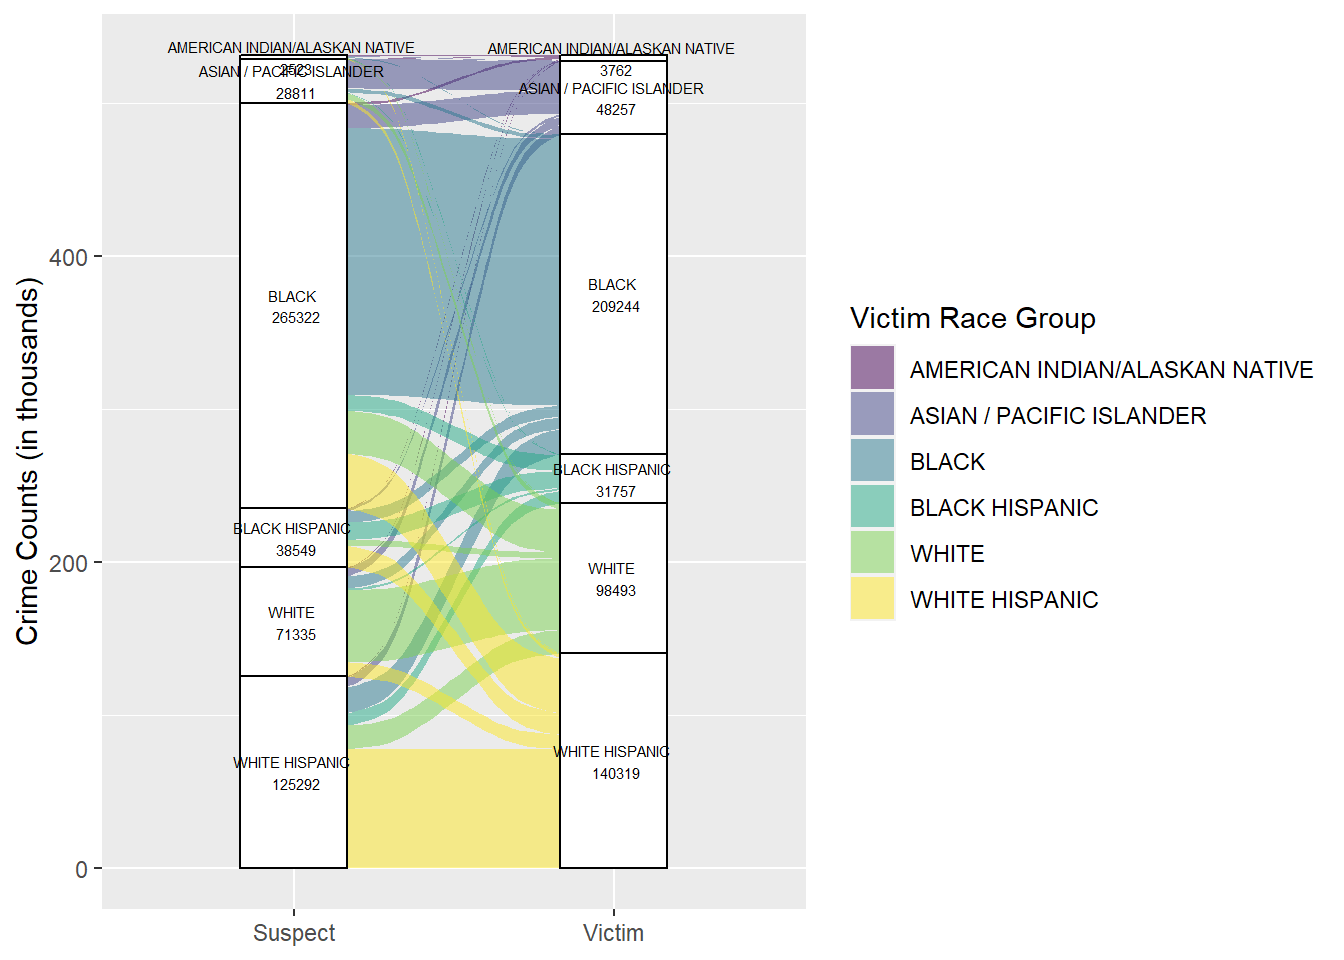 AMERICAN INDIAN/ALASKAN NATIVE
2523
ASIAN / PACIFIC ISLANDER
28811
BLACK
265322
BLACK HISPANIC
38549
WHITE
71335
WHITE HISPANIC
125292
AMERICAN INDIAN/ALASKAN NATIVE
3762
ASIAN / PACIFIC ISLANDER
48257
BLACK
209244
BLACK HISPANIC
31757
WHITE
98493
WHITE HISPANIC
140319
Crime Counts (in thousands)
400
200
0
Suspect
Victim
Victim Race Group
AMERICAN INDIAN/ALASKAN NATIVE
ASIAN / PACIFIC ISLANDER
BLACK
BLACK HISPANIC
WHITE
WHITE HISPANIC